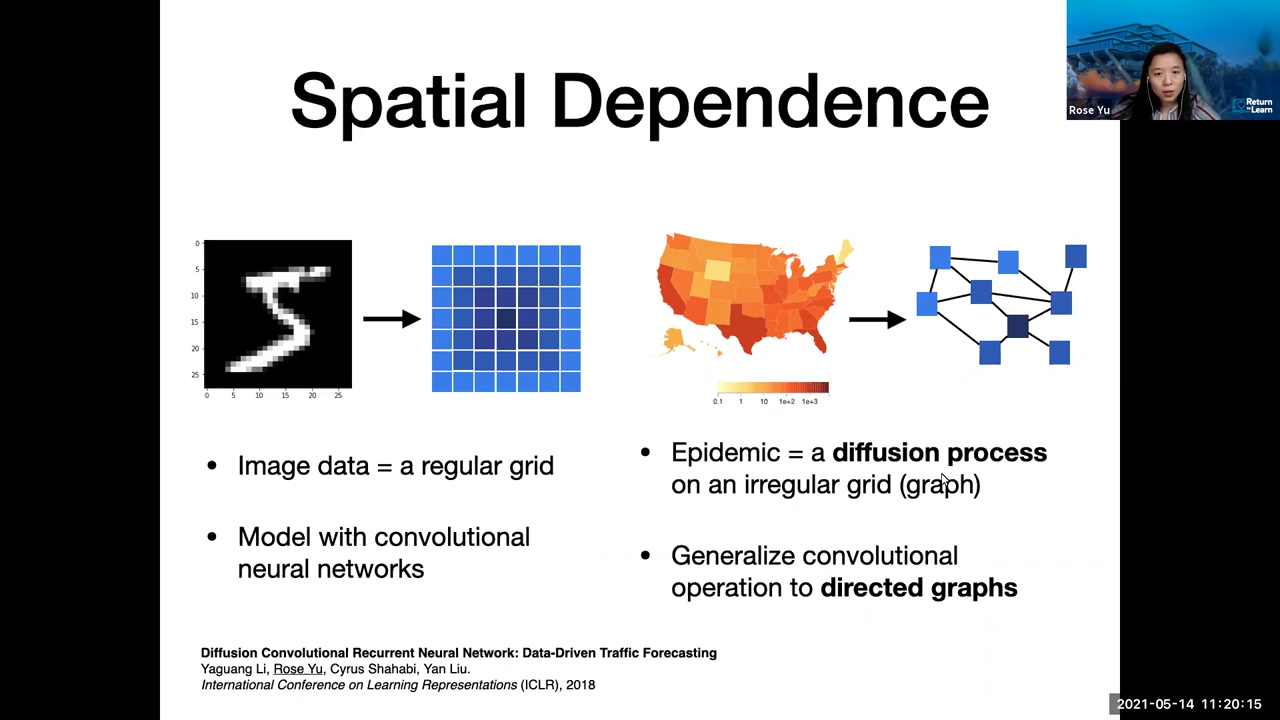 Spatial Dependence
Rose Yu
Return
to Learn
0
5
10
15
20
25
0 5 10 15 20 25
0.1 1 10 1e+2 1e+3
• Image data = a regular grid
• Model with convolutional
neural networks
• Epidemic = a diffusion process
on an irregular grid (graph)
• Generalize convolutional
operation to directed graphs
Diffusion Convolutional Recurrent Neural Network: Data-Driven Traffic Forecasting
Yaguang Li, Rose Yu, Cyrus Shahabi, Yan Liu.
International Conference on Learning Representations (ICLR), 2018
2021-05-14 11:20:15